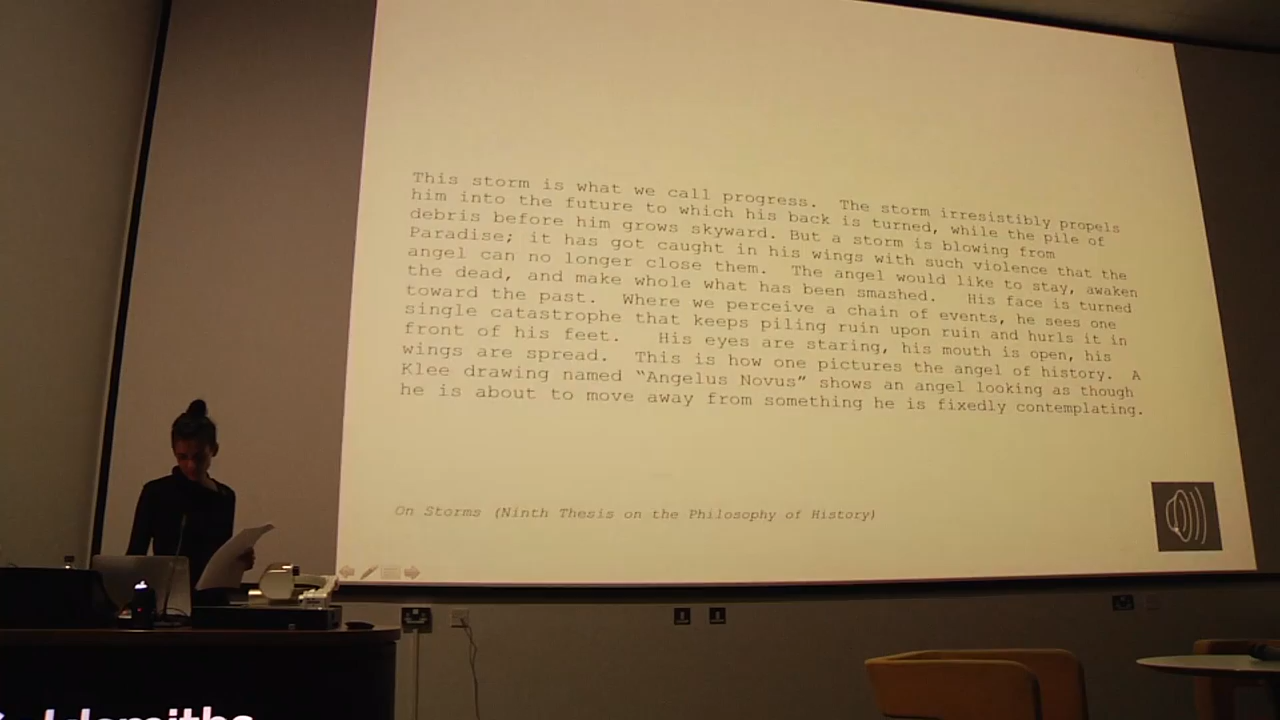 This storm is what we call progress. The storm irresistibly propels
him into the future to which his back is turned, while the pile of
debris before him grows skyward. But a storm is blowing from
Paradise; it has got caught in his wings with such violence that the
angel can no longer close them. The angel would like to stay, awaken
the dead, and make whole what has been smashed. His face is turned
toward the past. Where we perceive a chain of events, he sees one
single catastrophe that keeps piling ruin upon ruin and hurls it in
front of his feet. His eyes are staring, his mouth is open, his
wings are spread. This is how one pictures the angel of history. A
Klee drawing named “Angelus Novus” shows an angel looking as though
he is about to move away from something he is fixedly contemplating.
On Storms (Ninth Thesis on the Philosophy of History)